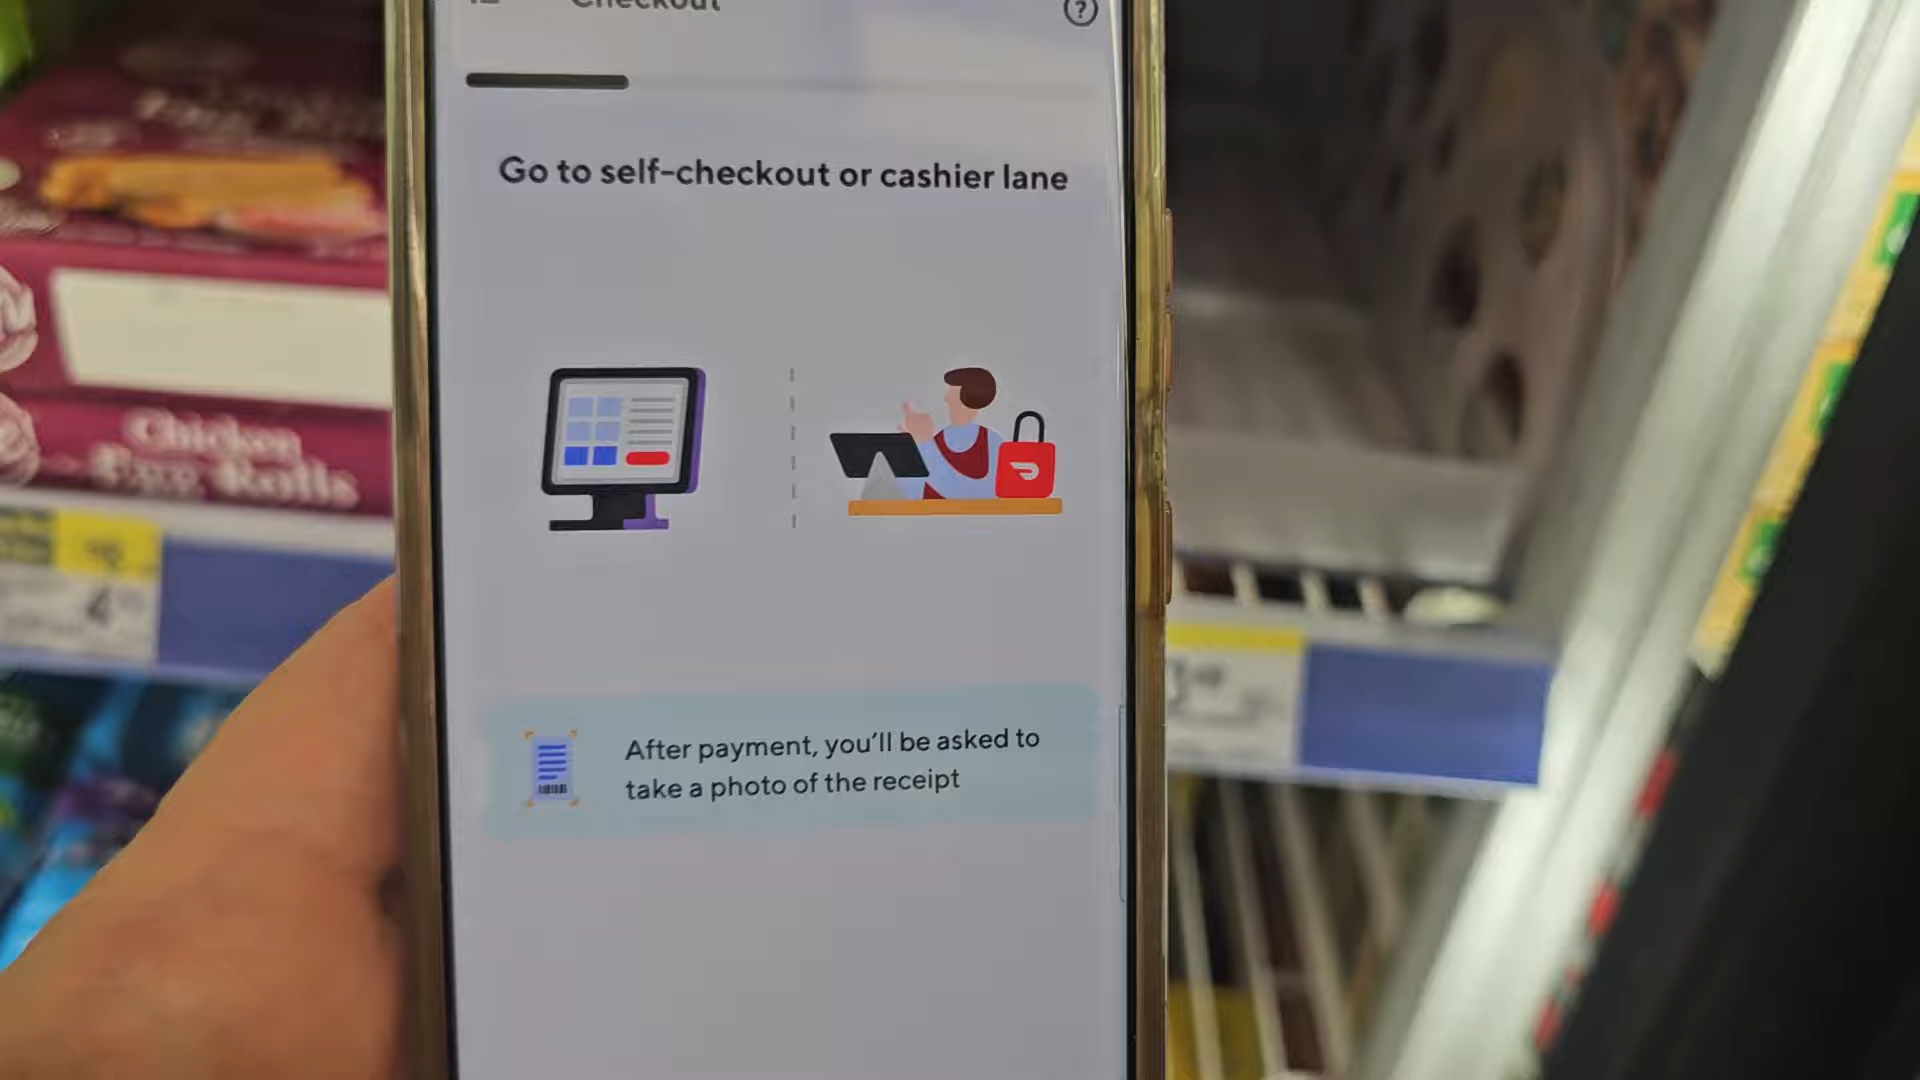 Checkout
?
Go to self-checkout or cashier lane
After payment, you'll be asked to
take a photo of the receipt
Chicken
Egg Rolls
4